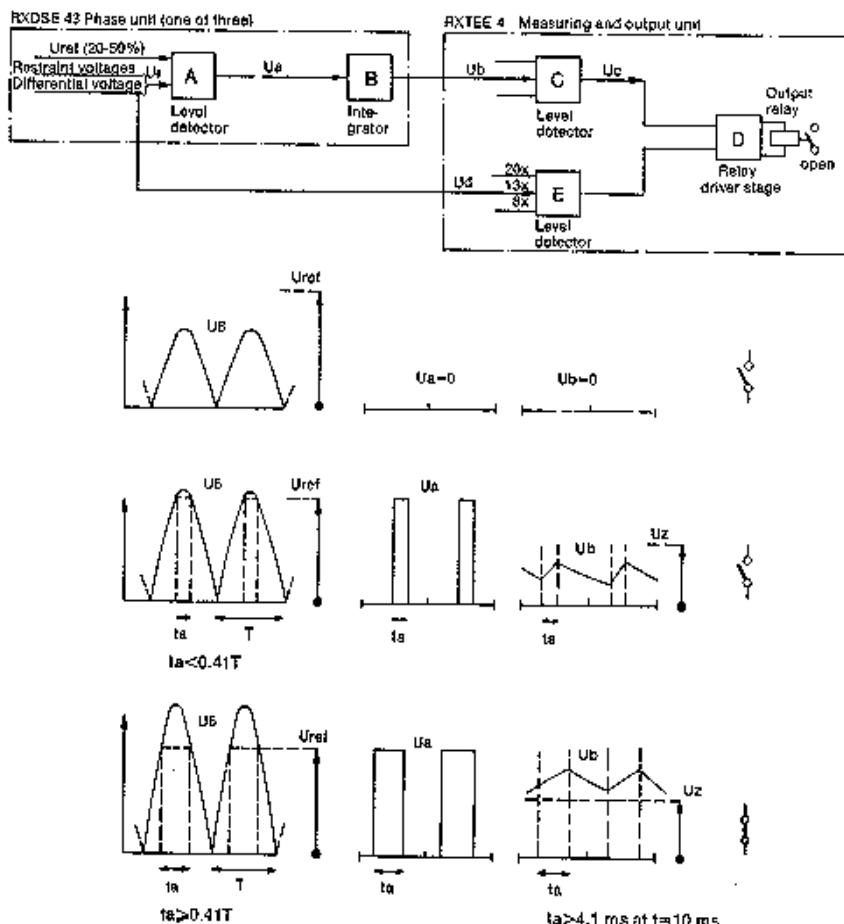 RXDSE 43 Phase unit (one of three)
RXTEE 4 Measuring and output unit
Uref (20-50%)
Restraint voltages
Differential voltage
A
Ua
B
Ub
C
Uc
Level
detector
Inte-
grator
Level
detector
Output
relay
D
open
Relay
driver stage
Ud
20x
13x
8x
E
Level
detector
Uref
US
Ua=0
Ub=0
US
Uref
Ua
Ub
Uz
ta
T
ta
ta
ta<0.41T
US
Uref
Ua
Ub
Uz
ta
T
ta
ta
ta>0.41T
ta>4.1 ms at t=10 ms